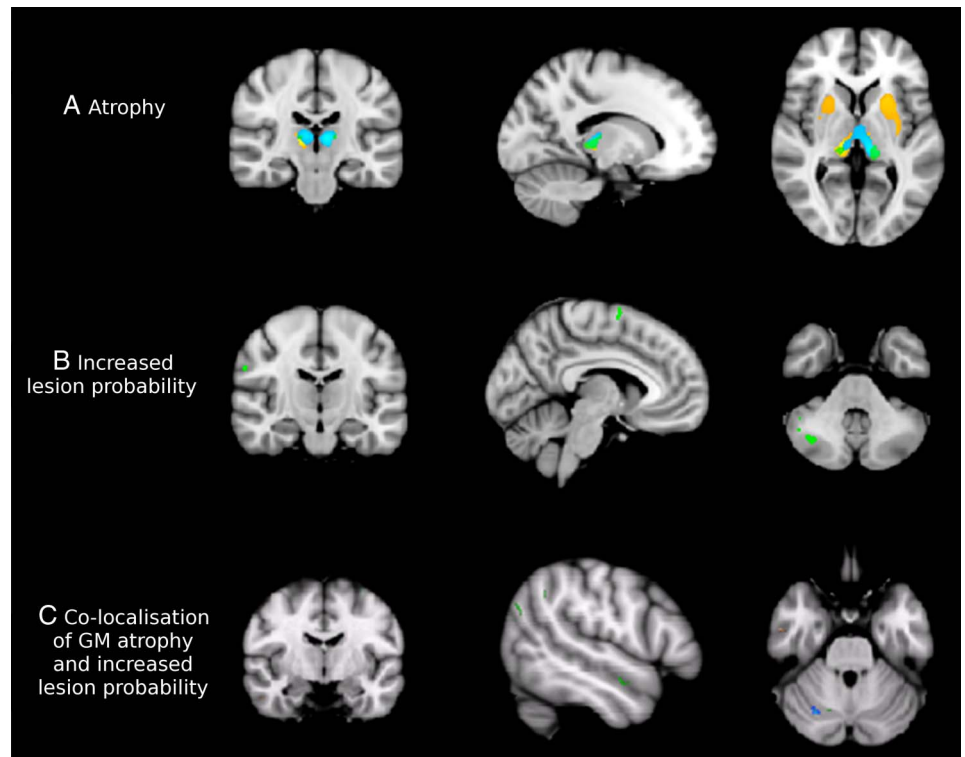 A Atrophy
B Increased
lesion probability
C Co-localisation
of GM atrophy
and increased
lesion probability